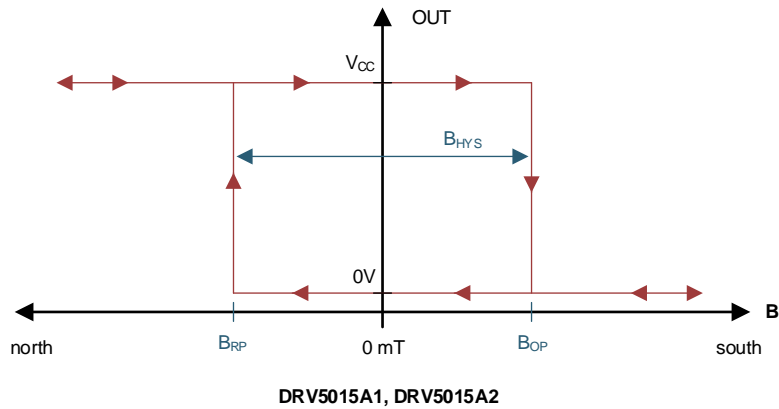 OUT
VCC
BHYS
0V
B
north
BRP
0 mT
BOP
south
DRV5015A1, DRV5015A2